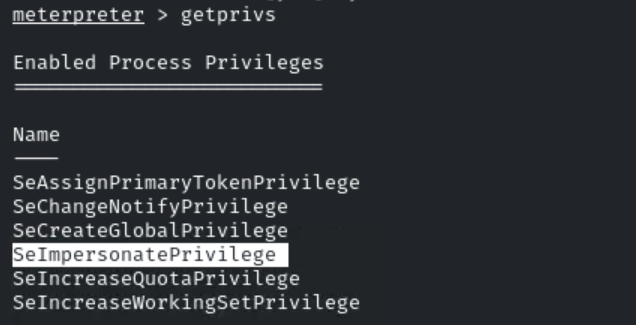 meterpreter > getprivs
Enabled Process Privileges
==========================
Name
----
SeAssignPrimaryTokenPrivilege
SeChangeNotifyPrivilege
SeCreateGlobalPrivilege
SeImpersonatePrivilege
SeIncreaseQuotaPrivilege
SeIncreaseWorkingSetPrivilege